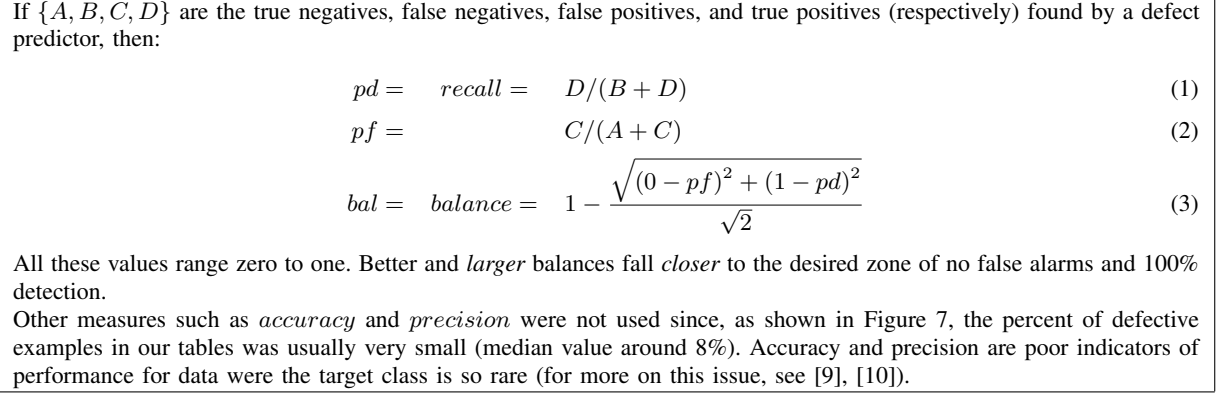 If {A, B, C, D} are the true negatives, false negatives, false positives, and true positives (respectively) found by a defect
predictor, then:
pd = recall = D/(B + D) (1)
pf = C/(A + C) (2)
bal = balance = 1 − √((0 − pf)² + (1 − pd)²) / √2 (3)
All these values range zero to one. Better and larger balances fall closer to the desired zone of no false alarms and 100%
detection.
Other measures such as accuracy and precision were not used since, as shown in Figure 7, the percent of defective
examples in our tables was usually very small (median value around 8%). Accuracy and precision are poor indicators of
performance for data were the target class is so rare (for more on this issue, see [9], [10]).